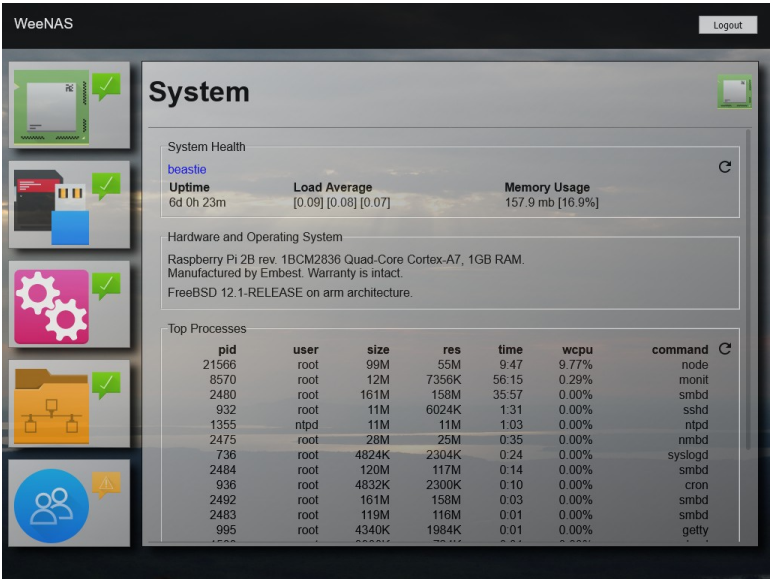 WeeNAS
Logout
System
System Health
beastie
Uptime Load Average Memory Usage
6d 0h 23m [0.09] [0.08] [0.07] 157.9 mb [16.9%]
Hardware and Operating System
Raspberry Pi 2B rev. 1BCM2836 Quad-Core Cortex-A7, 1GB RAM.
Manufactured by Embest. Warranty is intact.
FreeBSD 12.1-RELEASE on arm architecture.
Top Processes
pid user size res time wcpu command
21566 root 99M 55M 9:47 9.77% node
8570 root 12M 7356K 56:15 0.29% monit
2480 root 161M 158M 35:57 0.00% smbd
932 root 11M 6024K 1:31 0.00% sshd
1355 ntpd 11M 11M 1:03 0.00% ntpd
2475 root 28M 25M 0:35 0.00% nmbd
736 root 4824K 2304K 0:24 0.00% syslogd
2484 root 120M 117M 0:14 0.00% smbd
936 root 4832K 2300K 0:10 0.00% cron
2492 root 161M 158M 0:03 0.00% smbd
2483 root 119M 116M 0:01 0.00% smbd
995 root 4340K 1984K 0:01 0.00% getty